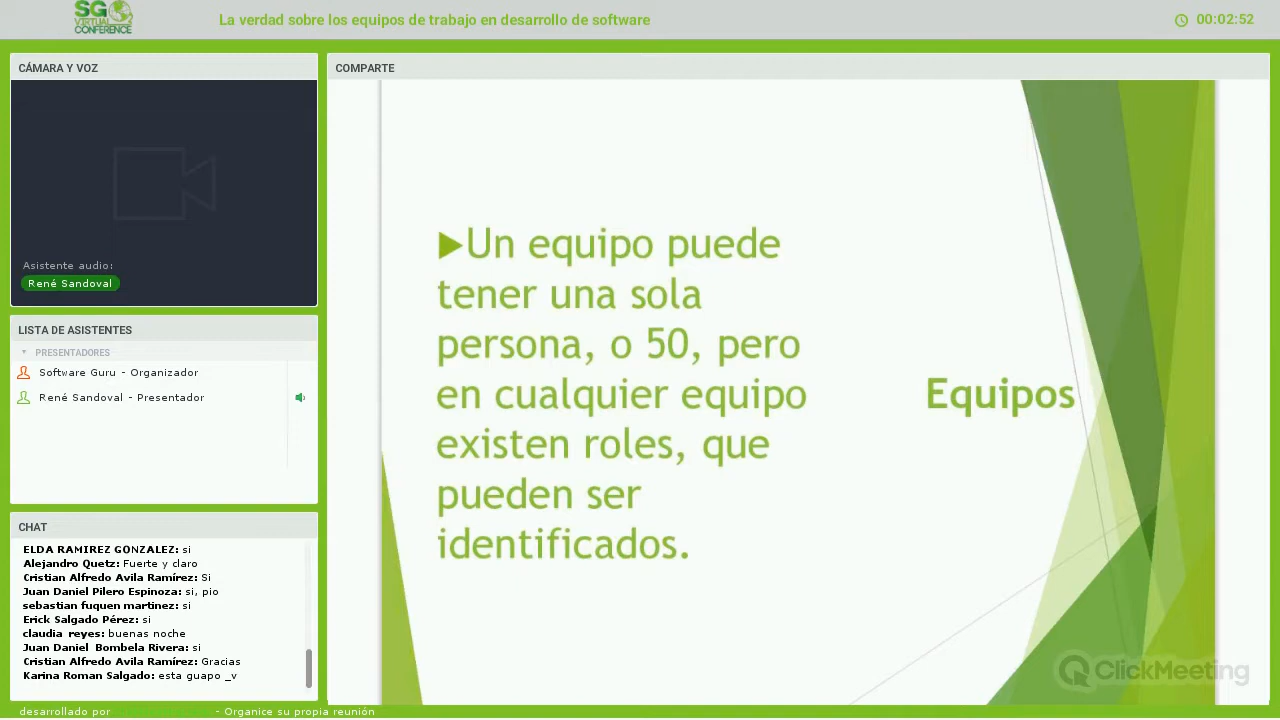 SG
VIRTUAL
CONFERENCE
La verdad sobre los equipos de trabajo en desarrollo de software
00:02:52
CÁMARA Y VOZ
Asistente audio:
René Sandoval
LISTA DE ASISTENTES
PRESENTADORES
Software Guru - Organizador
René Sandoval - Presentador
CHAT
ELDA RAMIREZ GONZALEZ: si
Alejandro Quetz: Fuerte y claro
Cristian Alfredo Avila Ramírez: Si
Juan Daniel Pilero Espinoza: si, pio
sebastian fuquen martinez: si
Erick Salgado Pérez: si
claudia reyes: buenas noche
Juan Daniel Bombela Rivera: si
Cristian Alfredo Avila Ramírez: Gracias
Karina Roman Salgado: esta guapo _v
desarrollado por
- Organice su propia reunión
COMPARTE
Un equipo puede
tener una sola
persona, o 50, pero
en cualquier equipo
existen roles, que
pueden ser
identificados.
Equipos
ClickMeeting